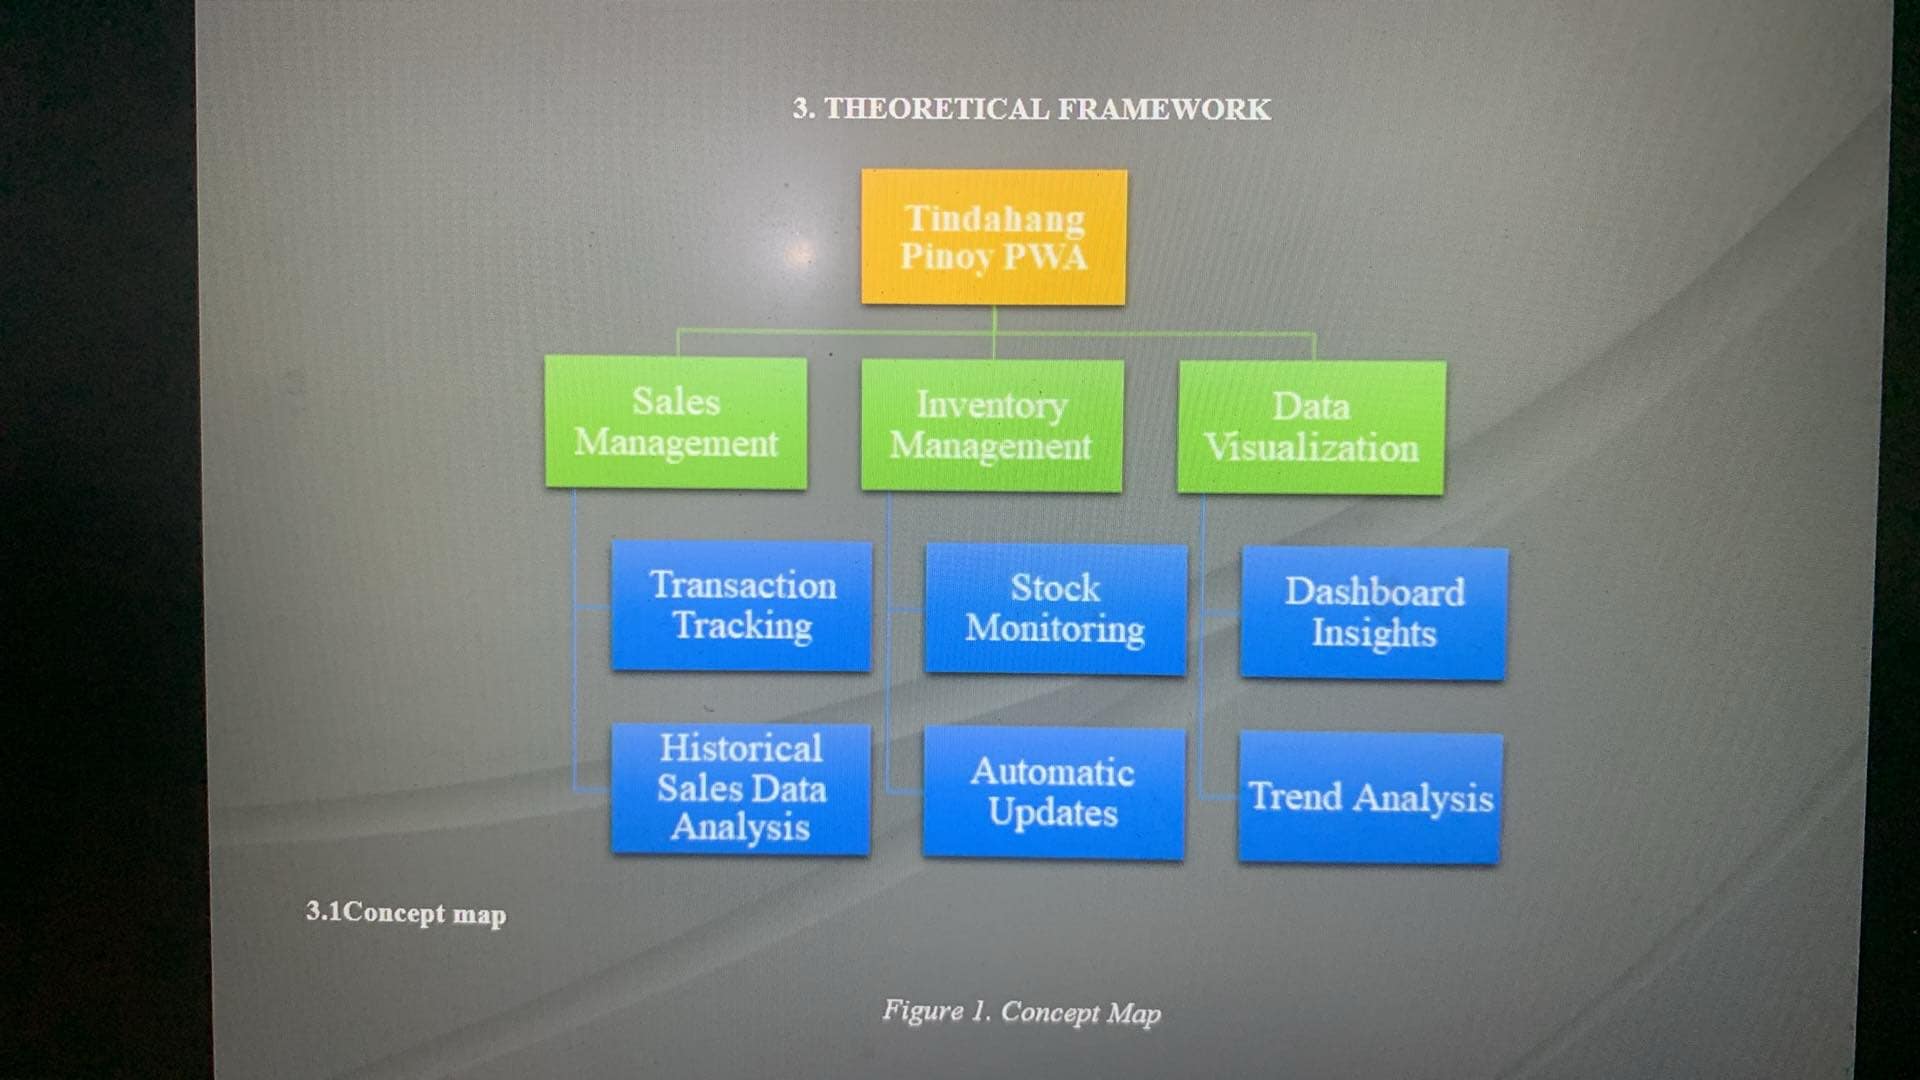 3. THEORETICAL FRAMEWORK
Tindahang
Pinoy PWA
Sales
Management
Inventory
Management
Data
Visualization
Transaction
Tracking
Stock
Monitoring
Dashboard
Insights
Historical
Sales Data
Analysis
Automatic
Updates
Trend Analysis
3.1Concept map
Figure 1. Concept Map